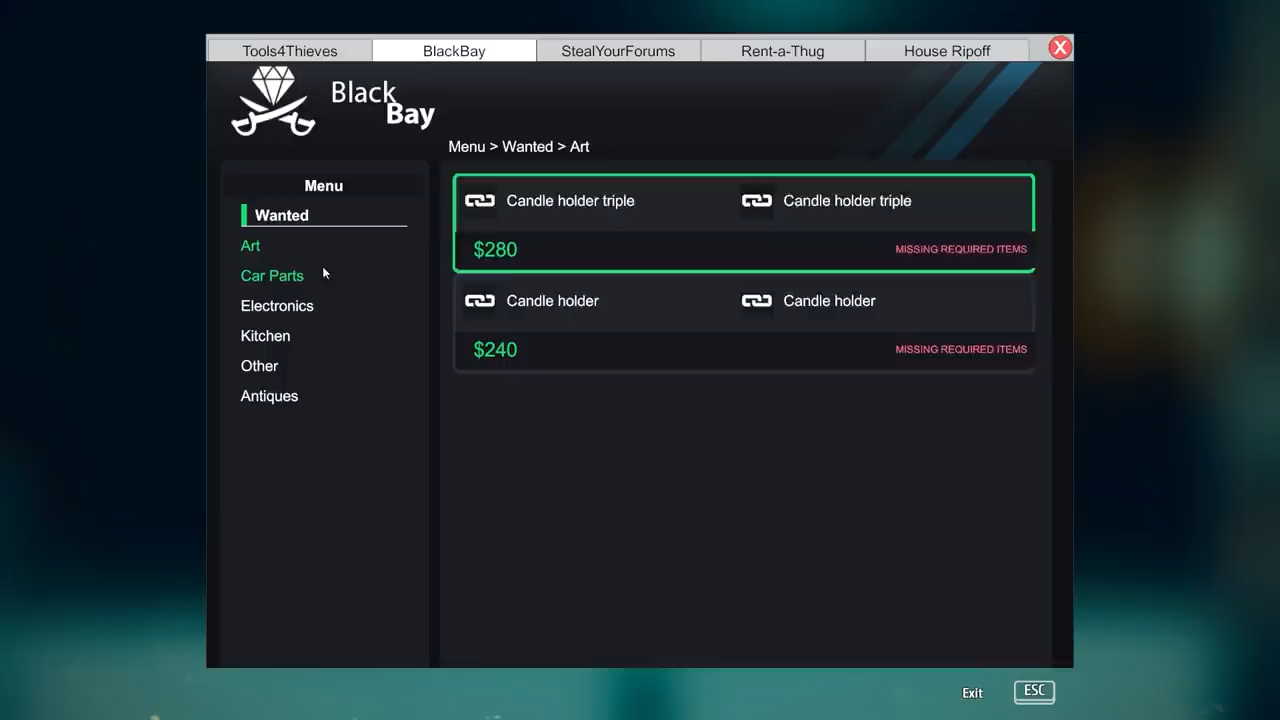 Tools4Thieves BlackBay StealYourForums Rent-a-Thug House Ripoff X
Black
Bay
Menu > Wanted > Art
Menu
Wanted
Art
Car Parts
Electronics
Kitchen
Other
Antiques
Candle holder triple Candle holder triple
$280 MISSING REQUIRED ITEMS
Candle holder Candle holder
$240 MISSING REQUIRED ITEMS
Exit ESC